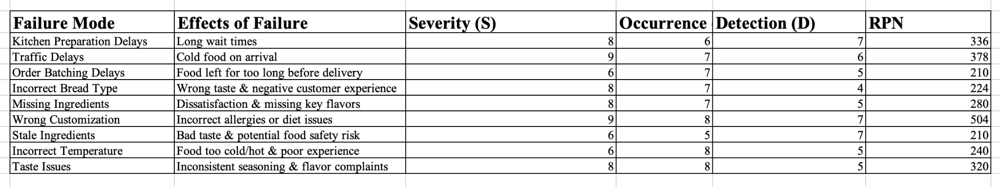 Failure Mode Effects of Failure Severity (S) Occurrence Detection (D) RPN
Kitchen Preparation Delays Long wait times 8 6 7 336
Traffic Delays Cold food on arrival 9 7 6 378
Order Batching Delays Food left for too long before delivery 6 7 5 210
Incorrect Bread Type Wrong taste & negative customer experience 8 7 4 224
Missing Ingredients Dissatisfaction & missing key flavors 8 7 5 280
Wrong Customization Incorrect allergies or diet issues 9 8 7 504
Stale Ingredients Bad taste & potential food safety risk 6 5 7 210
Incorrect Temperature Food too cold/hot & poor experience 6 8 5 240
Taste Issues Inconsistent seasoning & flavor complaints 8 8 5 320